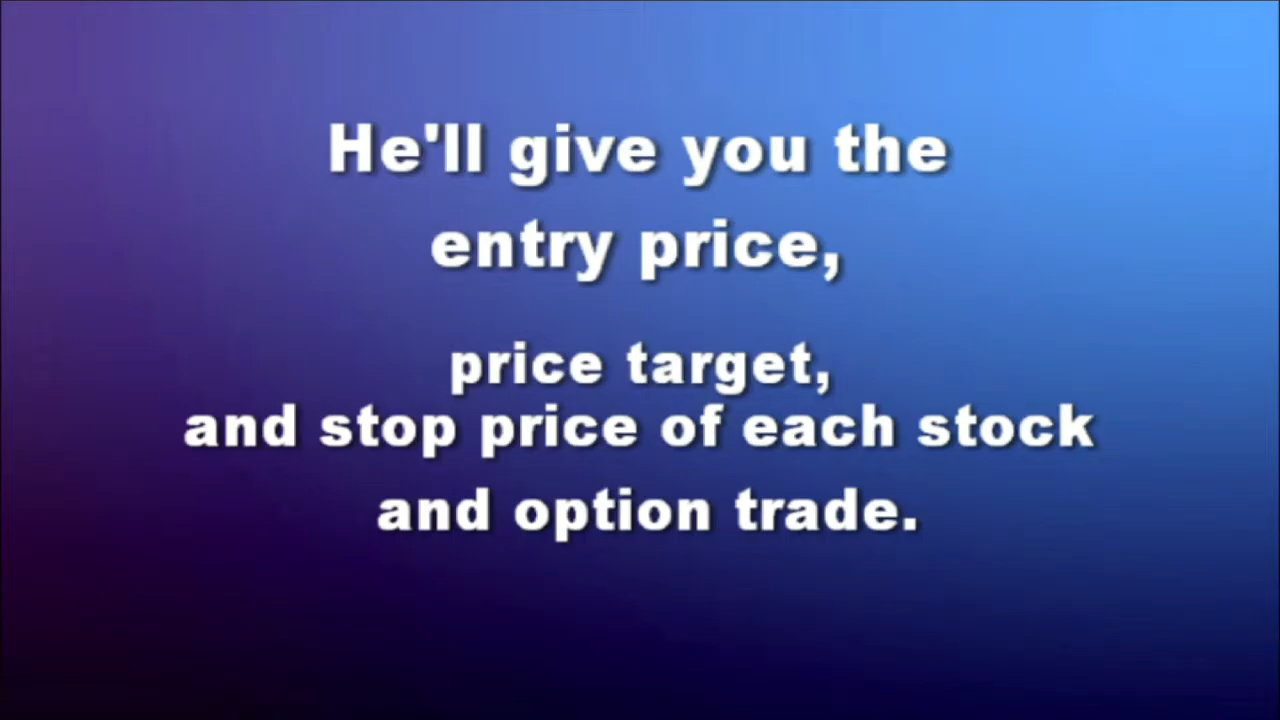 He'll give you the
entry price,
price target,
and stop price of each stock
and option trade.